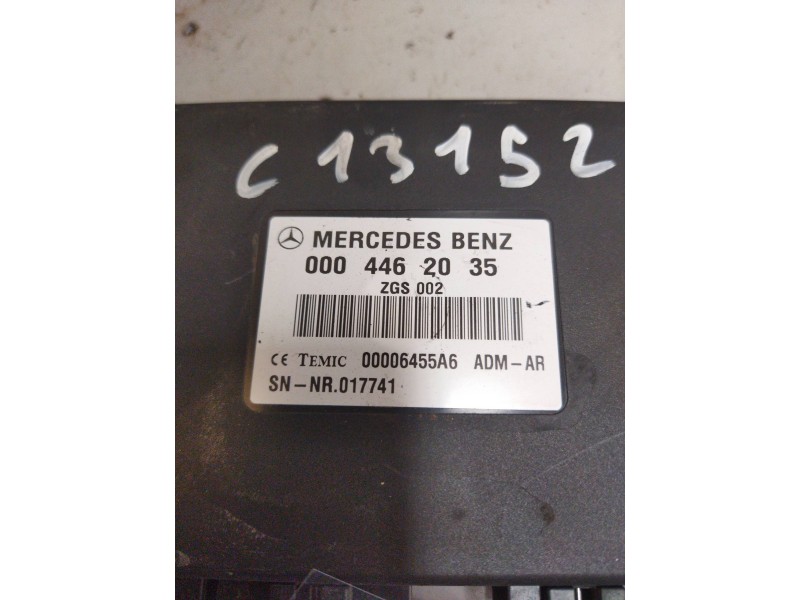 C13152
MERCEDES BENZ
000 446 20 35
ZGS 002
CE TEMIC 00006455A6 ADM-AR
SN-NR.017741